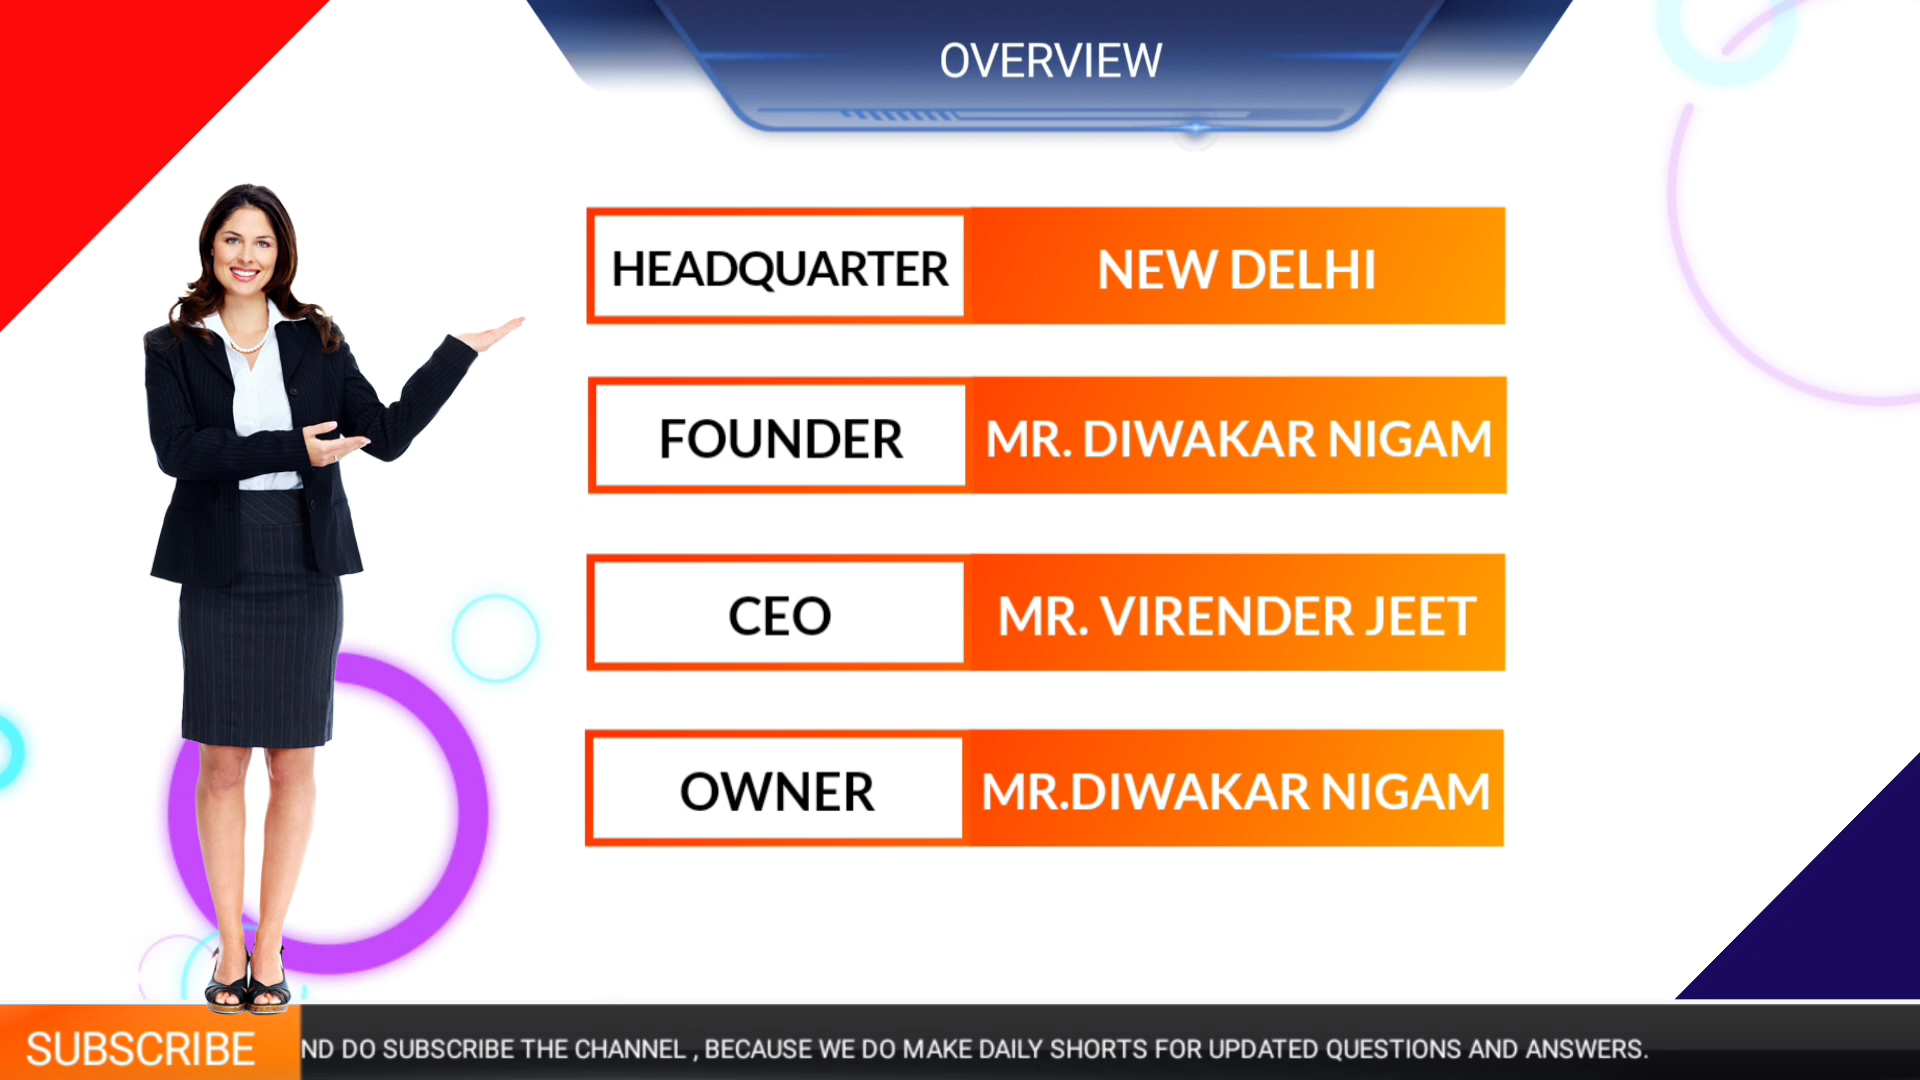 OVERVIEW
HEADQUARTER NEW DELHI
FOUNDER MR. DIWAKAR NIGAM
CEO MR. VIRENDER JEET
OWNER MR.DIWAKAR NIGAM
SUBSCRIBE ND DO SUBSCRIBE THE CHANNEL , BECAUSE WE DO MAKE DAILY SHORTS FOR UPDATED QUESTIONS AND ANSWERS.